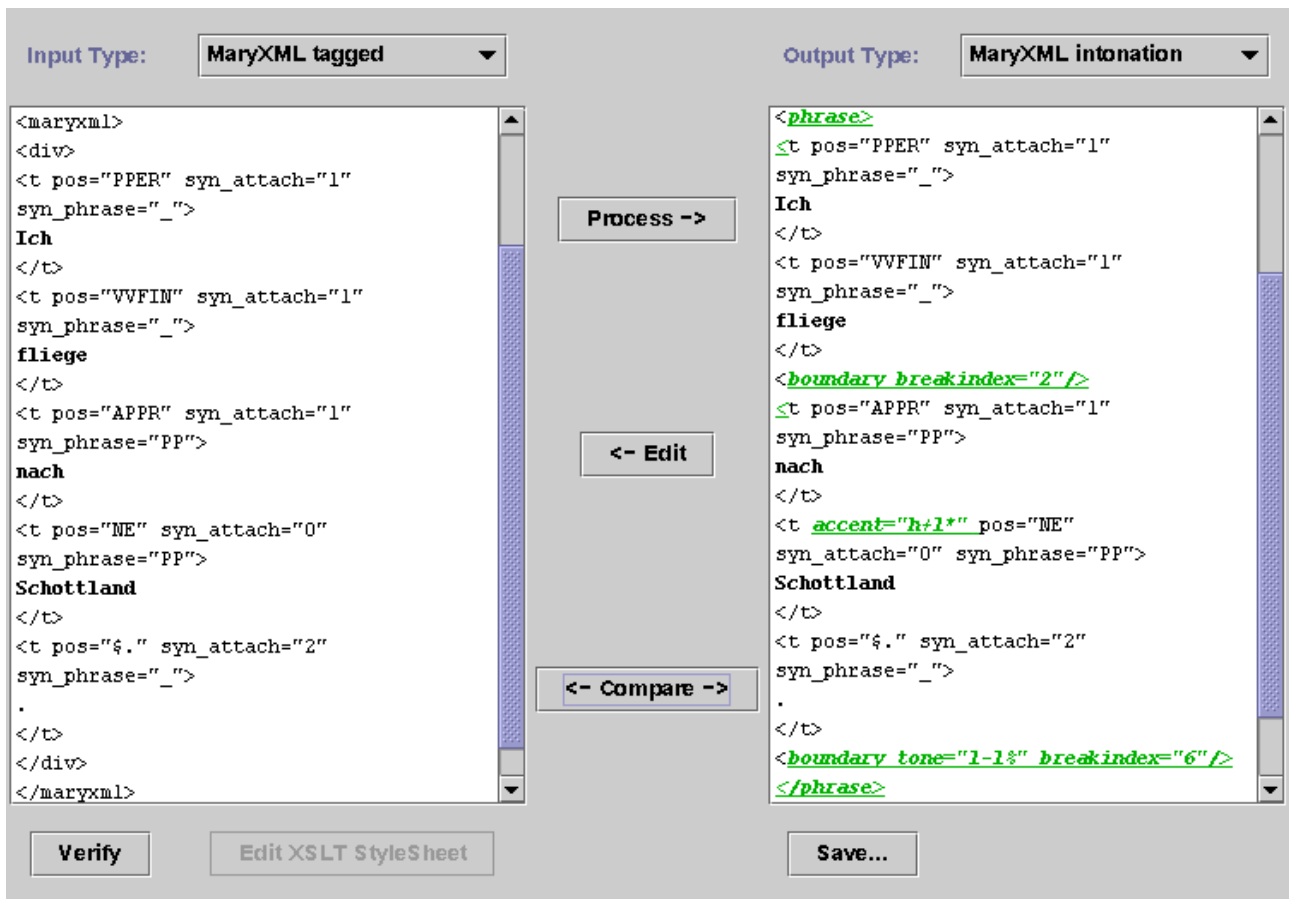 Input Type:
MaryXML tagged
Output Type:
MaryXML intonation
<maryxml>
<div>
<t pos="PPER" syn_attach="1"
syn_phrase="_">
Ich
</t>
<t pos="VVFIN" syn_attach="1"
syn_phrase="_">
fliege
</t>
<t pos="APPR" syn_attach="1"
syn_phrase="PP">
nach
</t>
<t pos="NE" syn_attach="0"
syn_phrase="PP">
Schottland
</t>
<t pos="$." syn_attach="2"
syn_phrase="_">
.
</t>
</div>
</maryxml>
Process ->
<- Edit
<- Compare ->
<phrase>
<t pos="PPER" syn_attach="1"
syn_phrase="_">
Ich
</t>
<t pos="VVFIN" syn_attach="1"
syn_phrase="_">
fliege
</t>
<boundary breakindex="2"/>
<t pos="APPR" syn_attach="1"
syn_phrase="PP">
nach
</t>
<t accent="h+l*" pos="NE"
syn_attach="0" syn_phrase="PP">
Schottland
</t>
<t pos="$." syn_attach="2"
syn_phrase="_">
.
</t>
<boundary tone="l-l%" breakindex="6"/>
</phrase>
Verify
Edit XSLT StyleSheet
Save...